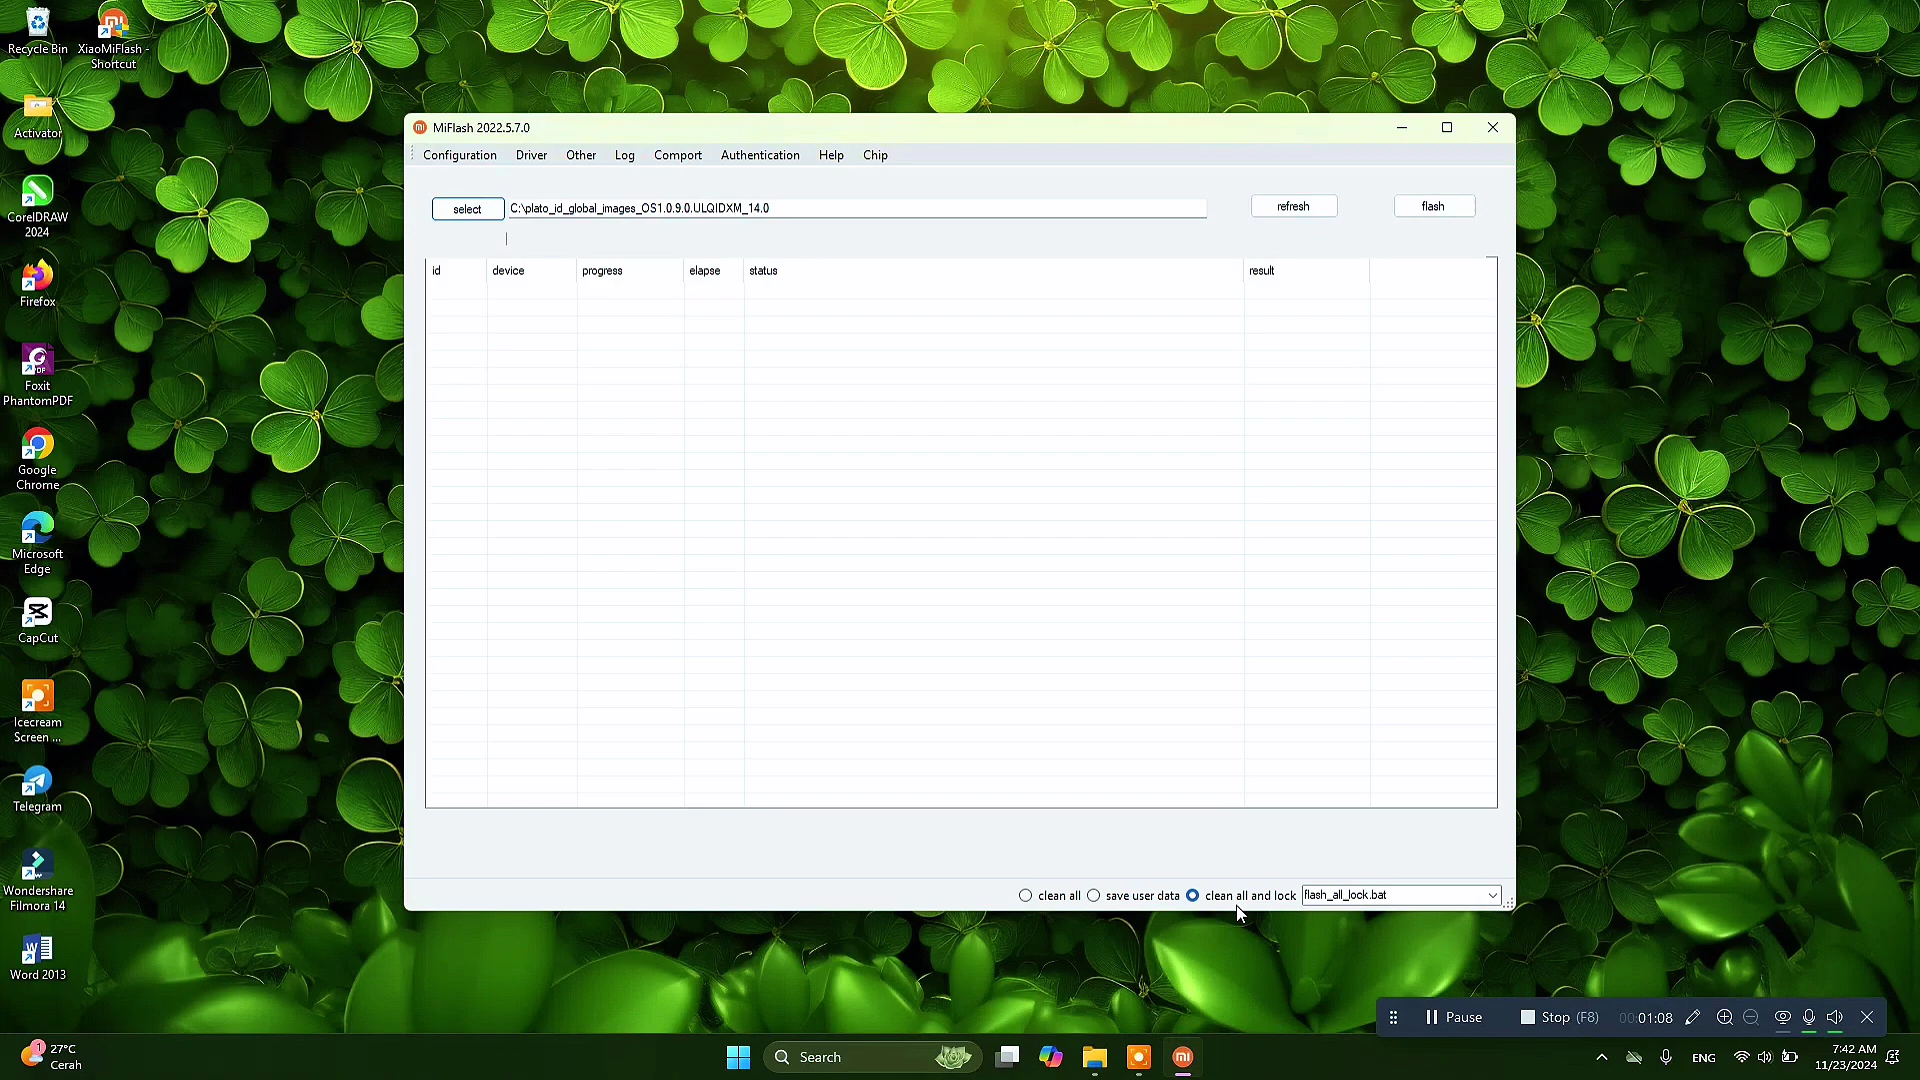 Recycle Bin
XiaoMiFlash -
Shortcut
Activator
CorelDRAW
2024
Firefox
Foxit
PhantomPDF
Google
Chrome
Microsoft
Edge
CapCut
Icecream
Screen ...
Telegram
Wondershare
Filmora 14
Word 2013
MiFlash 2022.5.7.0
Configuration Driver Other Log Comport Authentication Help Chip
select C:\plato_id_global_images_OS1.0.9.0.ULQIDXM_14.0 refresh flash
id device progress elapse status result
clean all save user data clean all and lock flash_all_lock.bat
Pause Stop (F8) 00:01:08
1
27°C
Cerah
Search
ENG
7:42 AM
11/23/2024